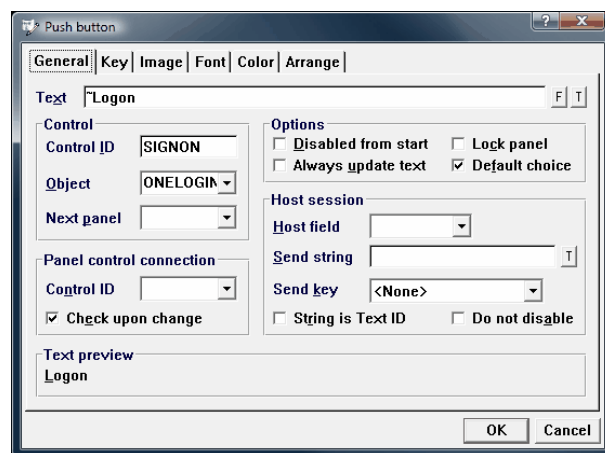 Push button
General Key Image Font Color Arrange
Text ~Logon F T
Control
Control ID SIGNON
Object ONELOGIN
Next panel
Options
Disabled from start Lock panel
Always update text Default choice
Host session
Host field
Send string T
Send key <None>
String is Text ID Do not disable
Panel control connection
Control ID
Check upon change
Text preview
Logon
OK Cancel